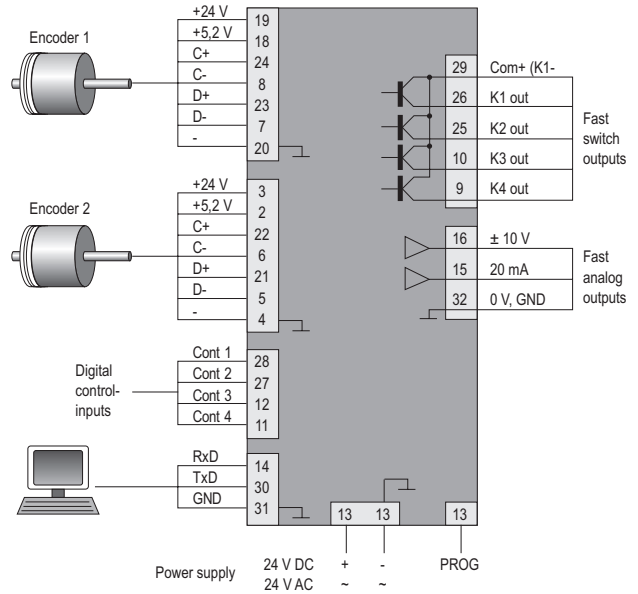 Encoder 1
+24 V 19
+5,2 V 18
C+ 24
C- 8
D+ 23
D- 7
- 20
Encoder 2
+24 V 3
+5,2 V 2
C+ 22
C- 6
D+ 21
D- 5
- 4
Digital
control-
inputs
Cont 1 28
Cont 2 27
Cont 3 12
Cont 4 11
RxD 14
TxD 30
GND 31
29 Com+ (K1-
26 K1 out
25 K2 out
10 K3 out
9 K4 out
Fast
switch
outputs
16 ± 10 V
15 20 mA
32 0 V, GND
Fast
analog
outputs
13 13 13
Power supply
24 V DC + - PROG
24 V AC ~ ~